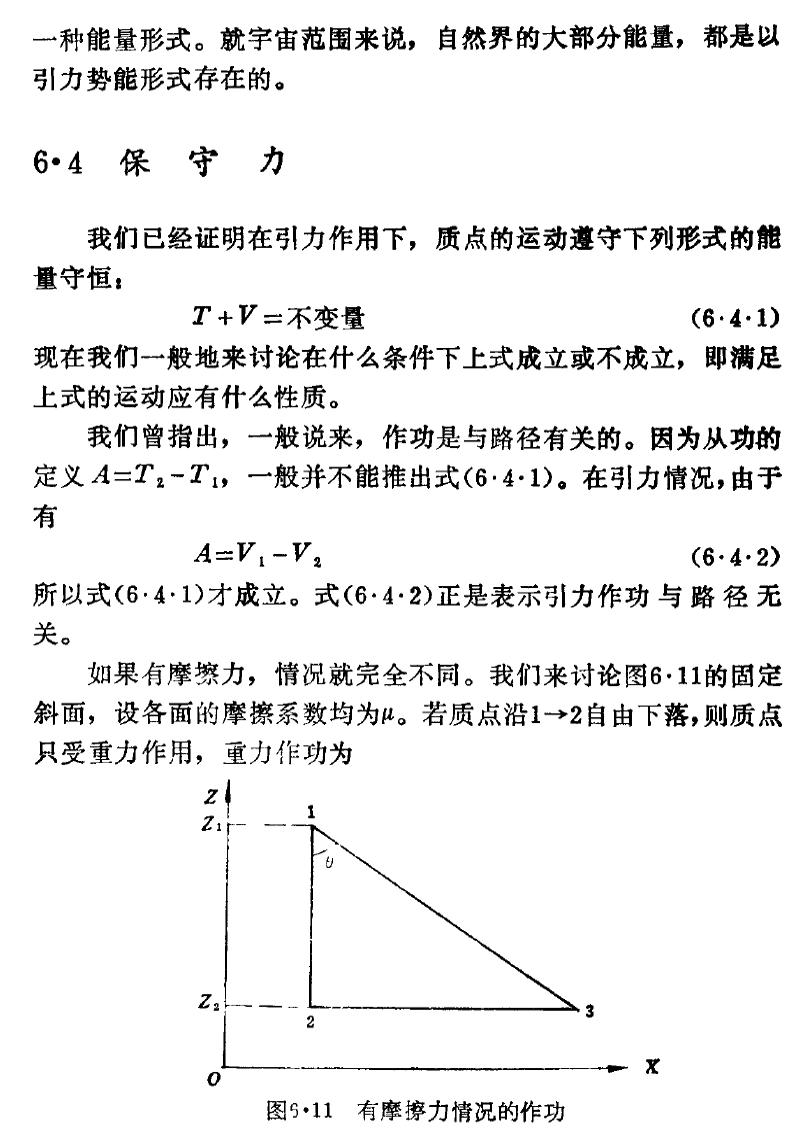 一种能量形式。就宇宙范围来说，自然界的大部分能量，都是以
引力势能形式存在的。
6·4 保 守 力
我们已经证明在引力作用下，质点的运动遵守下列形式的能
量守恒：
T+V=不变量 (6·4·1)
现在我们一般地来讨论在什么条件下上式成立或不成立，即满足
上式的运动应有什么性质。
我们曾指出，一般说来，作功是与路径有关的。因为从功的
定义A=T₂-T₁，一般并不能推出式(6·4·1)。在引力情况，由于
有
A=V₁-V₂ (6·4·2)
所以式(6·4·1)才成立。式(6·4·2)正是表示引力作功与路径无
关。
如果有摩擦力，情况就完全不同。我们来讨论图6·11的固定
斜面，设各面的摩擦系数均为μ。若质点沿1→2自由下落，则质点
只受重力作用，重力作功为
Z
Z₁
1
θ
Z₂
2
3
O
X
图6·11 有摩擦力情况的作功